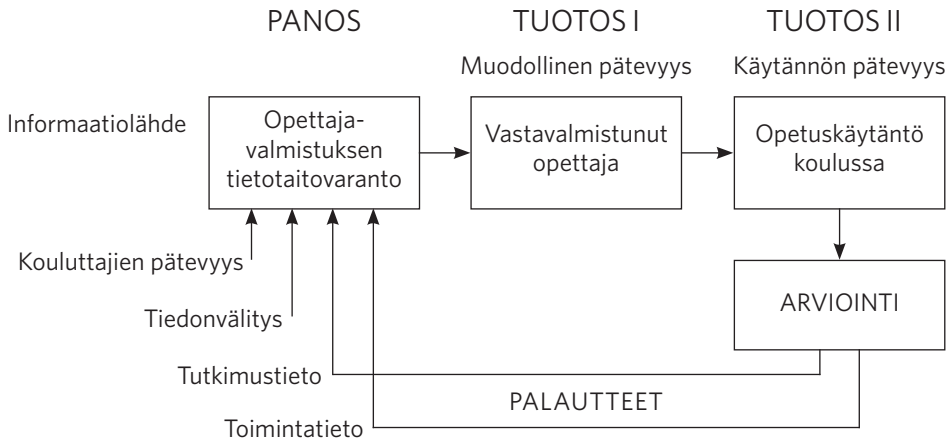 PANOS
TUOTOS I
TUOTOS II
Muodollinen pätevyys
Käytännön pätevyys
Informaatiolähde
Opettaja-
valmistuksen
tietotaitovaranto
Vastavalmistunut
opettaja
Opetuskäytäntö
koulussa
Kouluttajien pätevyys
Tiedonvälitys
ARVIOINTI
Tutkimustieto
PALAUTTEET
Toimintatieto